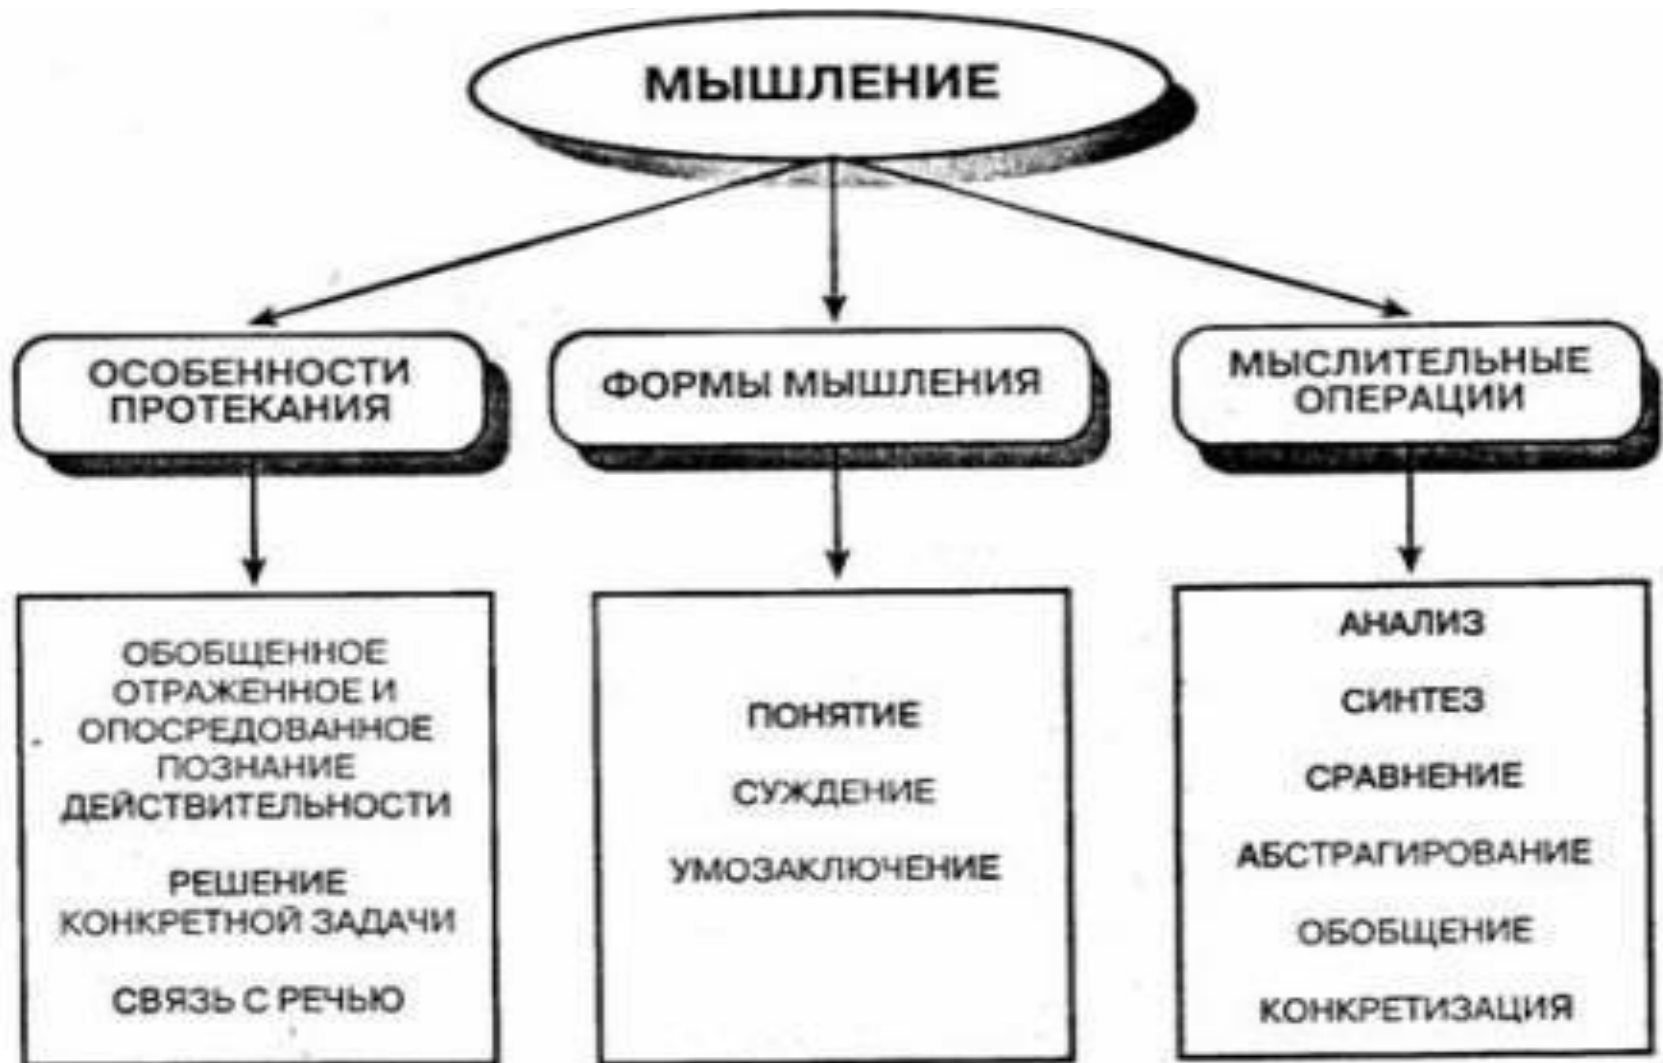 МЫШЛЕНИЕ
ОСОБЕННОСТИ
ПРОТЕКАНИЯ
ФОРМЫ МЫШЛЕНИЯ
МЫСЛИТЕЛЬНЫЕ
ОПЕРАЦИИ
ОБОБЩЕННОЕ
ОТРАЖЕННОЕ И
ОПОСРЕДОВАННОЕ
ПОЗНАНИЕ
ДЕЙСТВИТЕЛЬНОСТИ
РЕШЕНИЕ
КОНКРЕТНОЙ ЗАДАЧИ
СВЯЗЬ С РЕЧЬЮ
ПОНЯТИЕ
СУЖДЕНИЕ
УМОЗАКЛЮЧЕНИЕ
АНАЛИЗ
СИНТЕЗ
СРАВНЕНИЕ
АБСТРАГИРОВАНИЕ
ОБОБЩЕНИЕ
КОНКРЕТИЗАЦИЯ